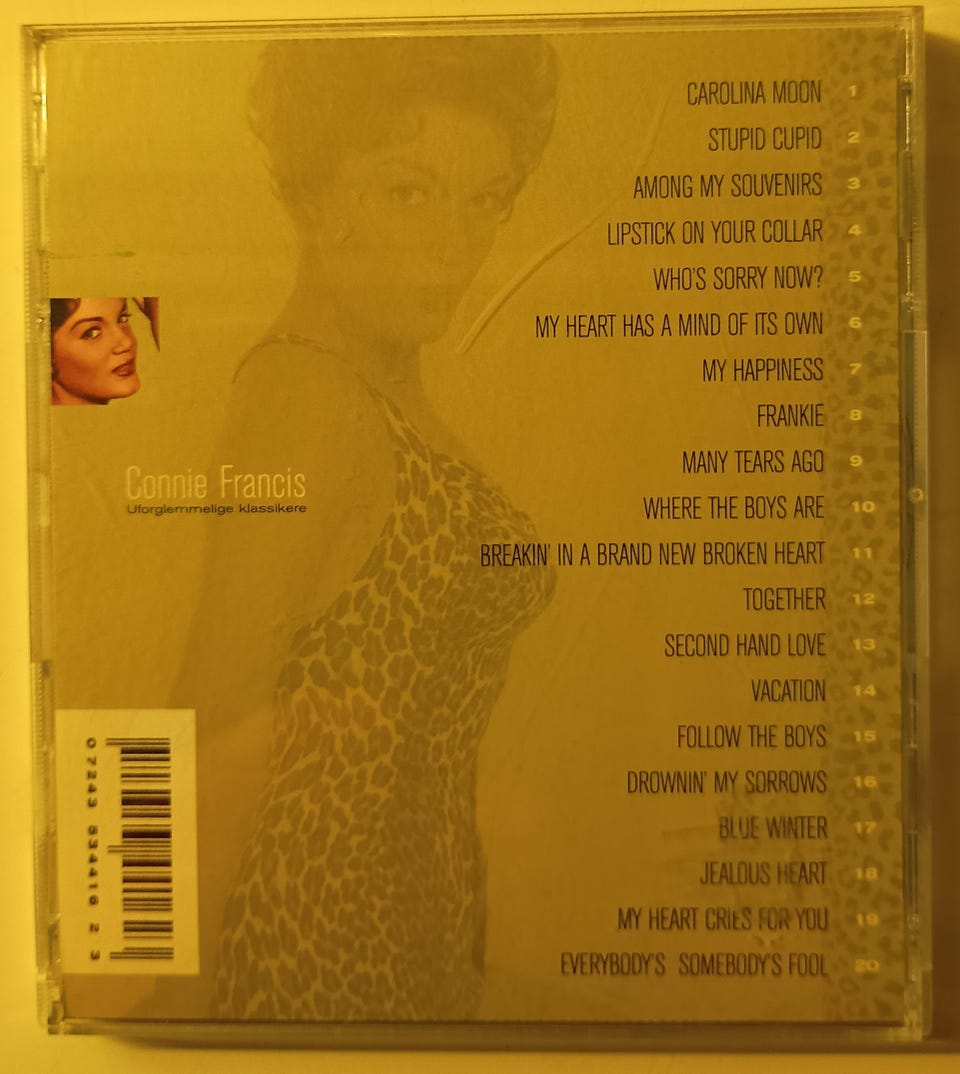 CAROLINA MOON 1
STUPID CUPID 2
AMONG MY SOUVENIRS 3
LIPSTICK ON YOUR COLLAR 4
WHO'S SORRY NOW? 5
MY HEART HAS A MIND OF ITS OWN 6
MY HAPPINESS 7
FRANKIE 8
MANY TEARS AGO 9
WHERE THE BOYS ARE 10
BREAKIN' IN A BRAND NEW BROKEN HEART 11
TOGETHER 12
SECOND HAND LOVE 13
VACATION 14
FOLLOW THE BOYS 15
DROWNIN' MY SORROWS 16
BLUE WINTER 17
JEALOUS HEART 18
MY HEART CRIES FOR YOU 19
EVERYBODY'S SOMEBODY'S FOOL 20
Connie Francis
Uforglemmelige klassikere
0 7243 834416 2 3